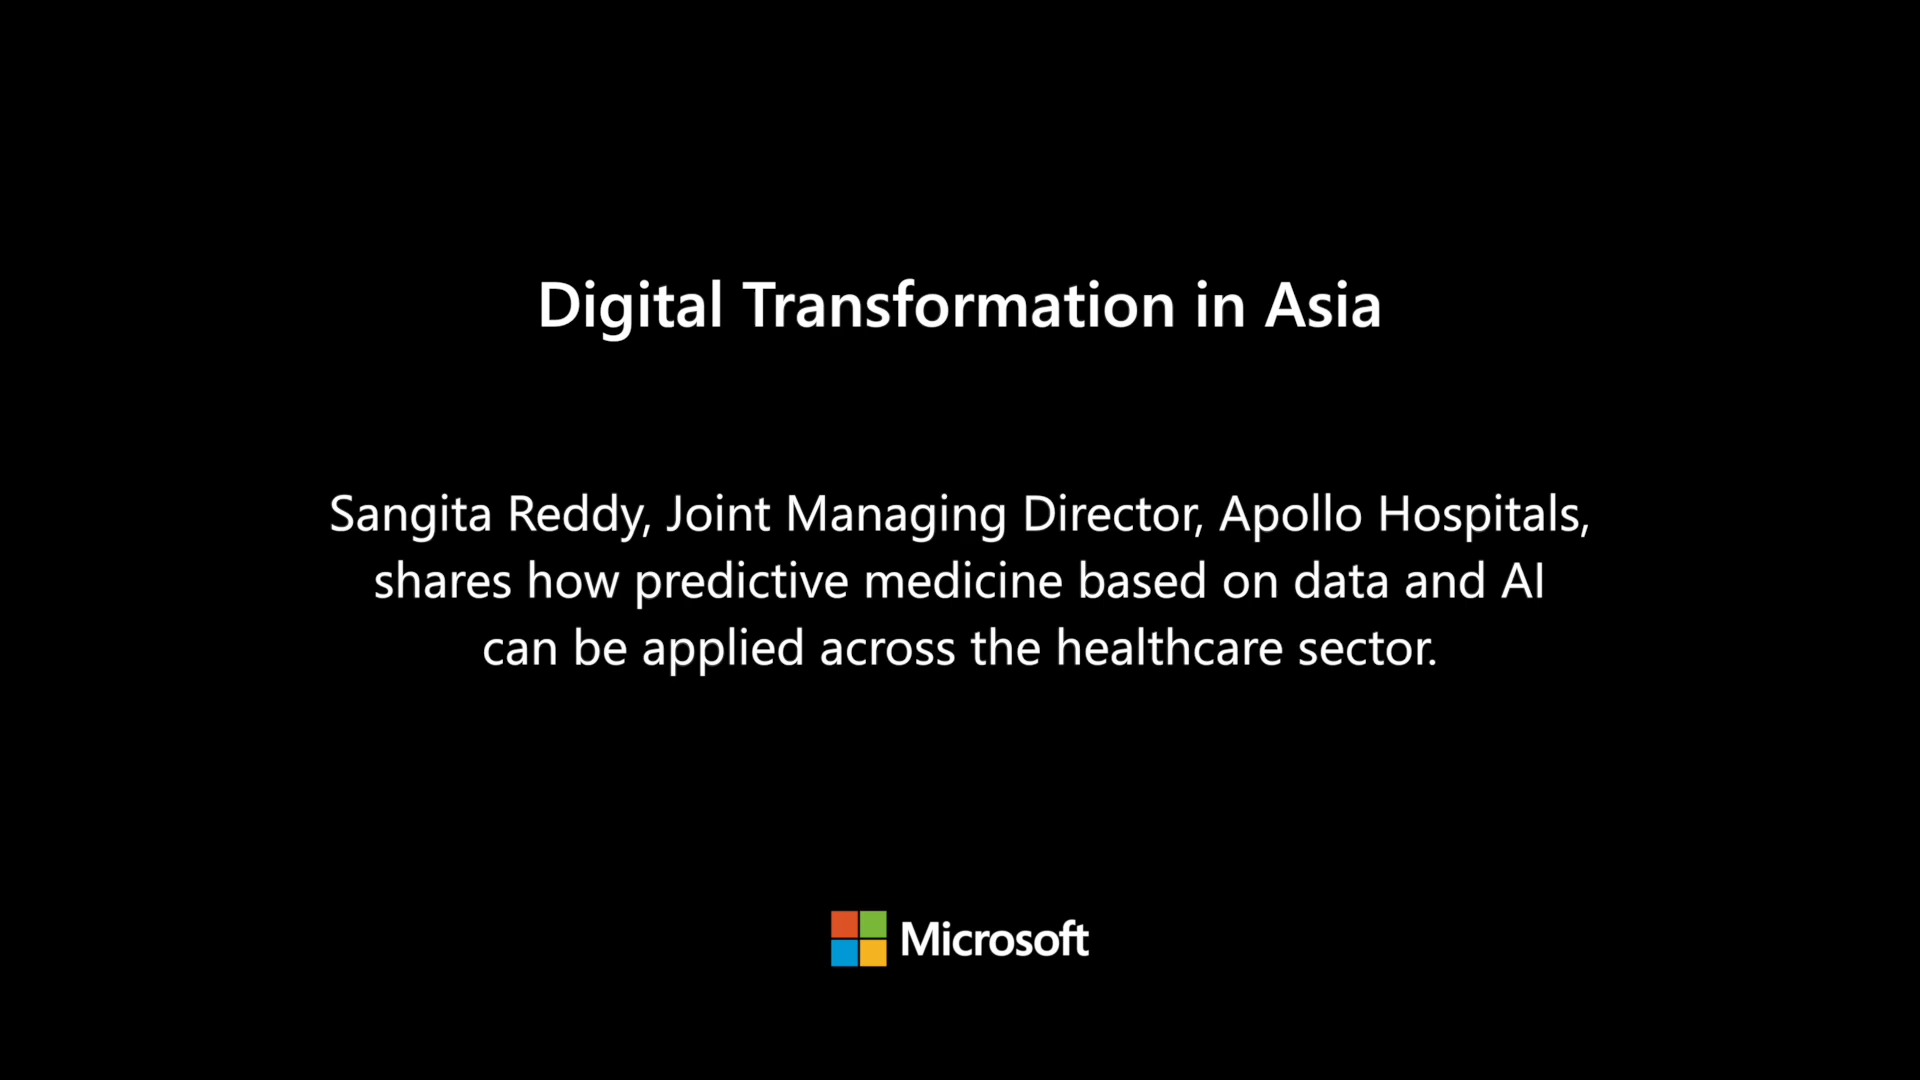 Digital Transformation in Asia
Sangita Reddy, Joint Managing Director, Apollo Hospitals,
shares how predictive medicine based on data and AI
can be applied across the healthcare sector.
Microsoft